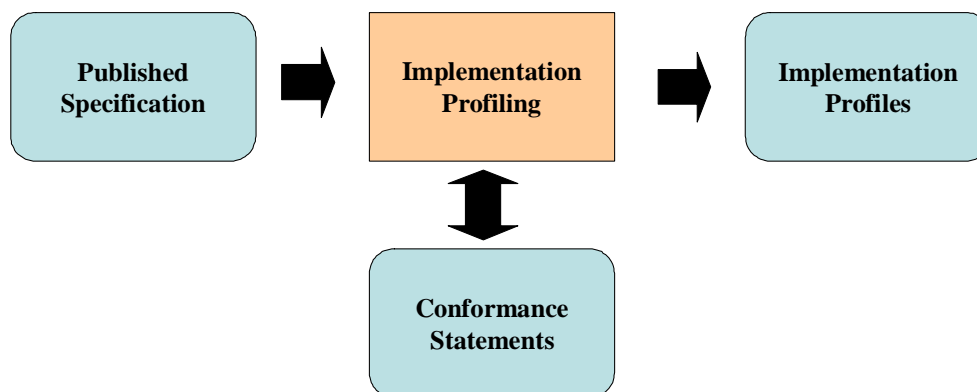 Published
Specification
Implementation
Profiling
Implementation
Profiles
Conformance
Statements